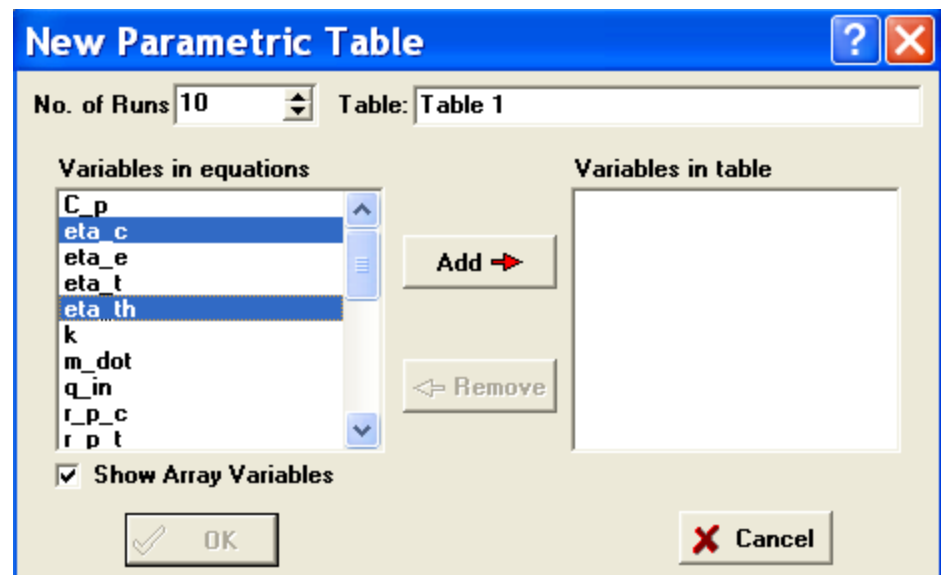 New Parametric Table
No. of Runs 10 Table: Table 1
Variables in equations Variables in table
C_p
eta_c
eta_e
eta_t
eta_th
k
m_dot
q_in
r_p_c
r_p_t
Add
Remove
Show Array Variables
OK Cancel